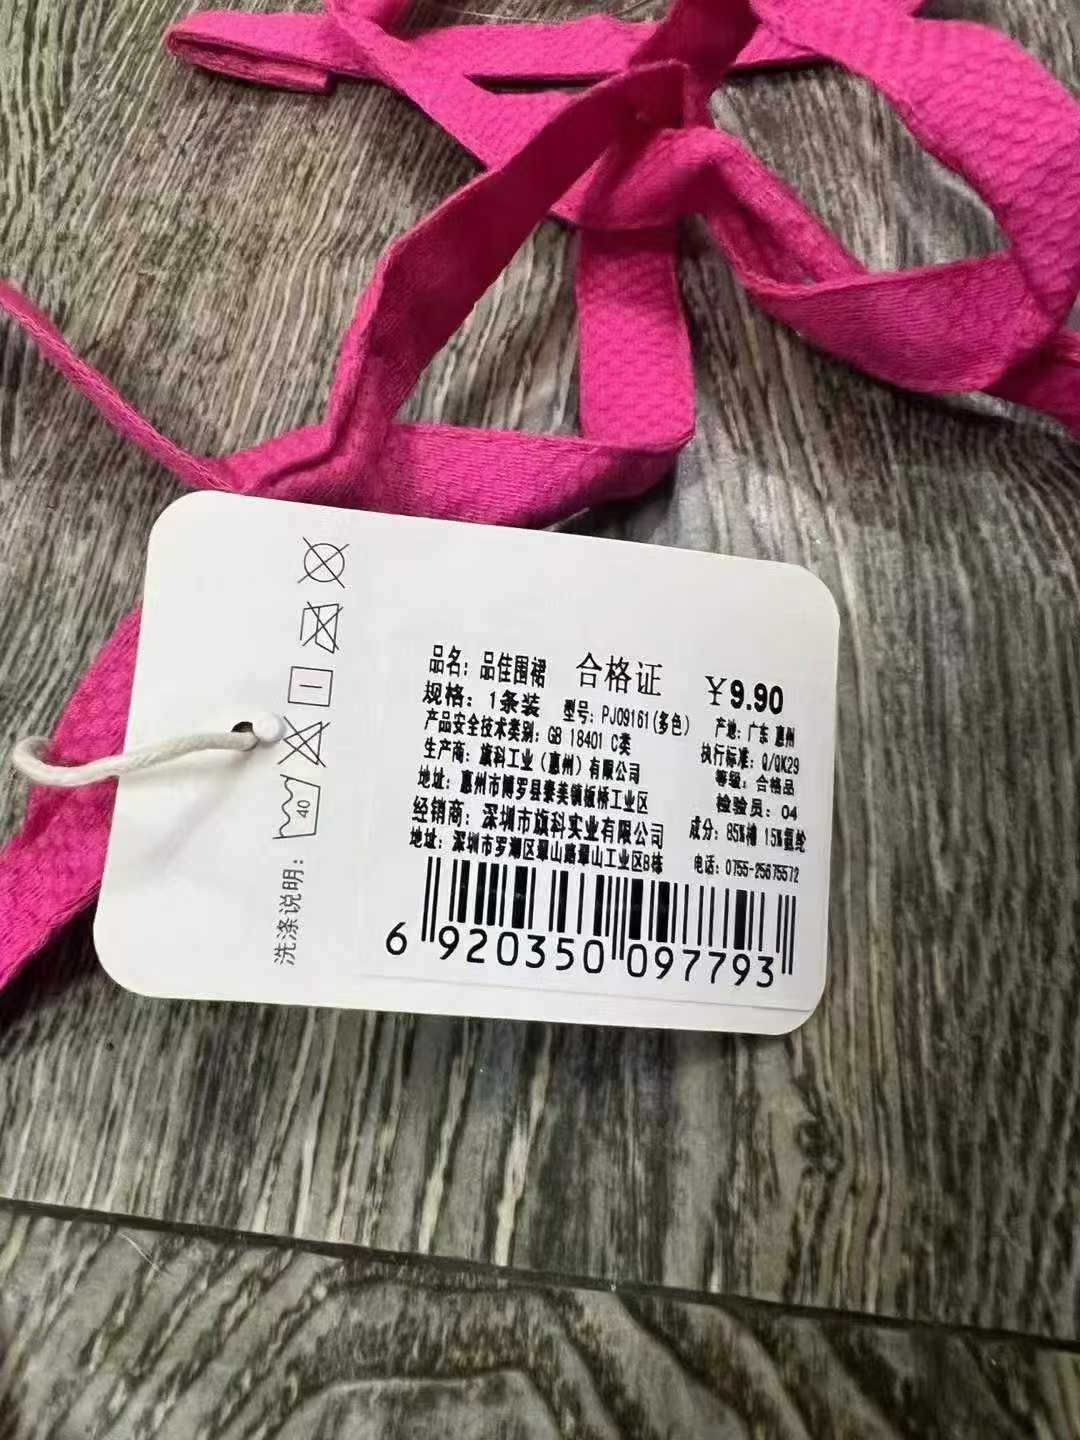 合格证
¥9.90
品名：品佳围裙
规格：1条装
型号：PJ09161(多色)
产地：广东 惠州
产品安全技术类别：GB 18401 C类
执行标准：Q/QK29
生产商：旗科工业（惠州）有限公司
等级：合格品
地址：惠州市博罗县泰美镇板桥工业区
检验员：04
经销商：深圳市旗科实业有限公司
成分：85%棉 15%氨纶
地址：深圳市罗湖区翠山路翠山工业区B栋
电话：0755-25675572
6 920350 097793
洗涤说明：
40